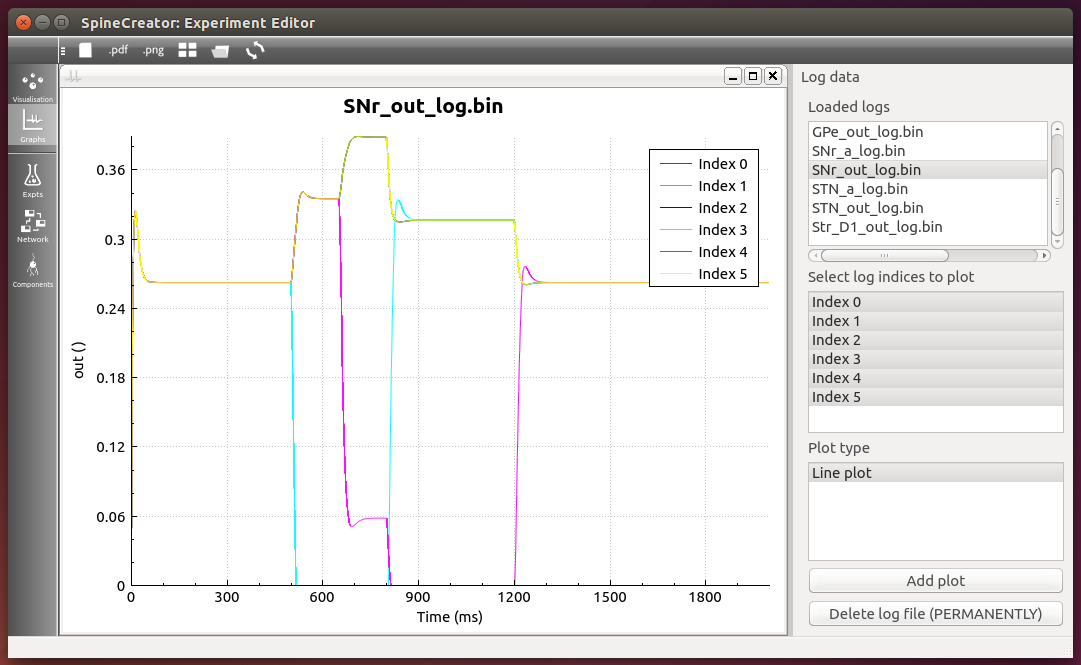 SpineCreator: Experiment Editor
.pdf .png
Visualisation
Graphs
Expts
Network
Components
SNr_out_log.bin
0.36
0.3
0.24
0.18
0.12
0.06
0
out ()
0 300 600 900 1200 1500 1800
Time (ms)
Index 0
Index 1
Index 2
Index 3
Index 4
Index 5
Log data
Loaded logs
GPe_out_log.bin
SNr_a_log.bin
SNr_out_log.bin
STN_a_log.bin
STN_out_log.bin
Str_D1_out_log.bin
Select log indices to plot
Index 0
Index 1
Index 2
Index 3
Index 4
Index 5
Plot type
Line plot
Add plot
Delete log file (PERMANENTLY)